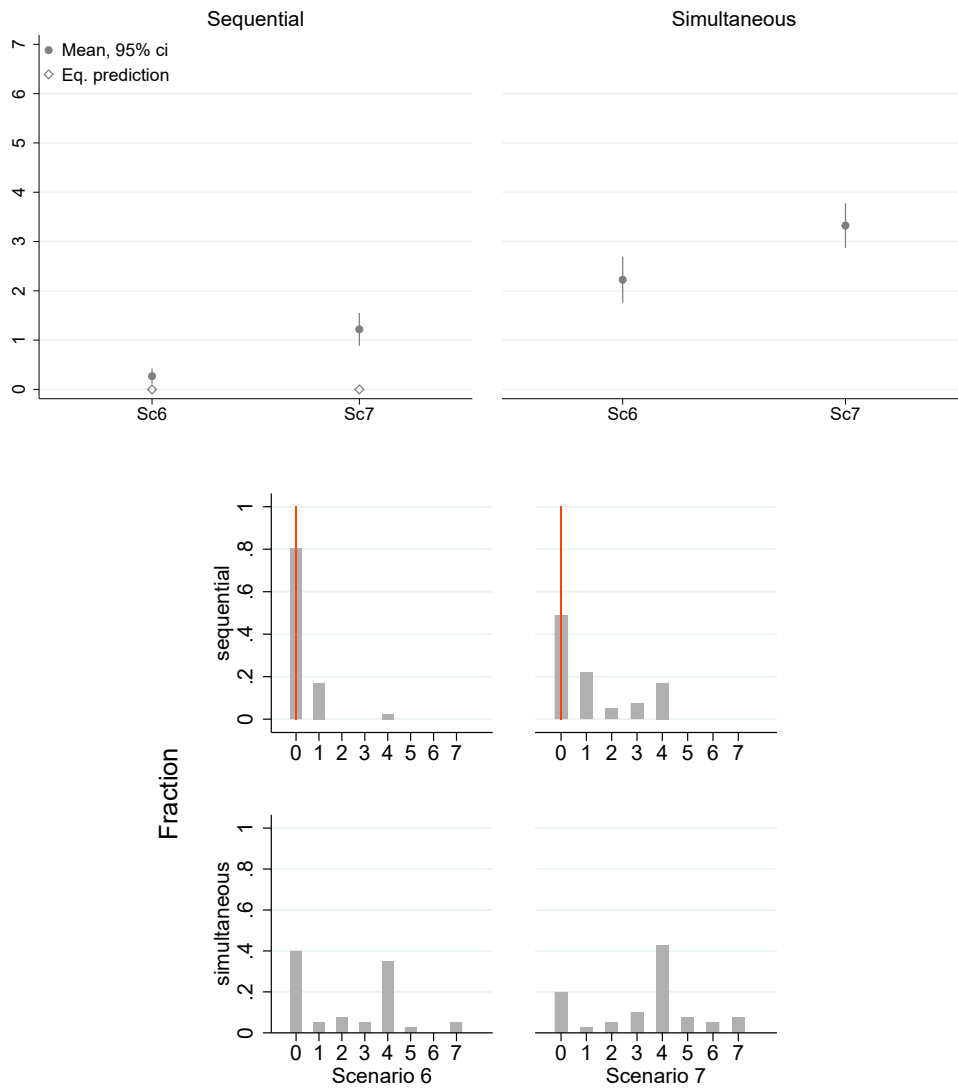 Sequential Simultaneous
7
6
5
4
3
2
1
0
Mean, 95% ci
Eq. prediction
Sc6 Sc7 Sc6 Sc7
Fraction
sequential
1
.8
.6
.4
.2
0
0 1 2 3 4 5 6 7 0 1 2 3 4 5 6 7
simultaneous
1
.8
.6
.4
.2
0
0 1 2 3 4 5 6 7 0 1 2 3 4 5 6 7
Scenario 6 Scenario 7